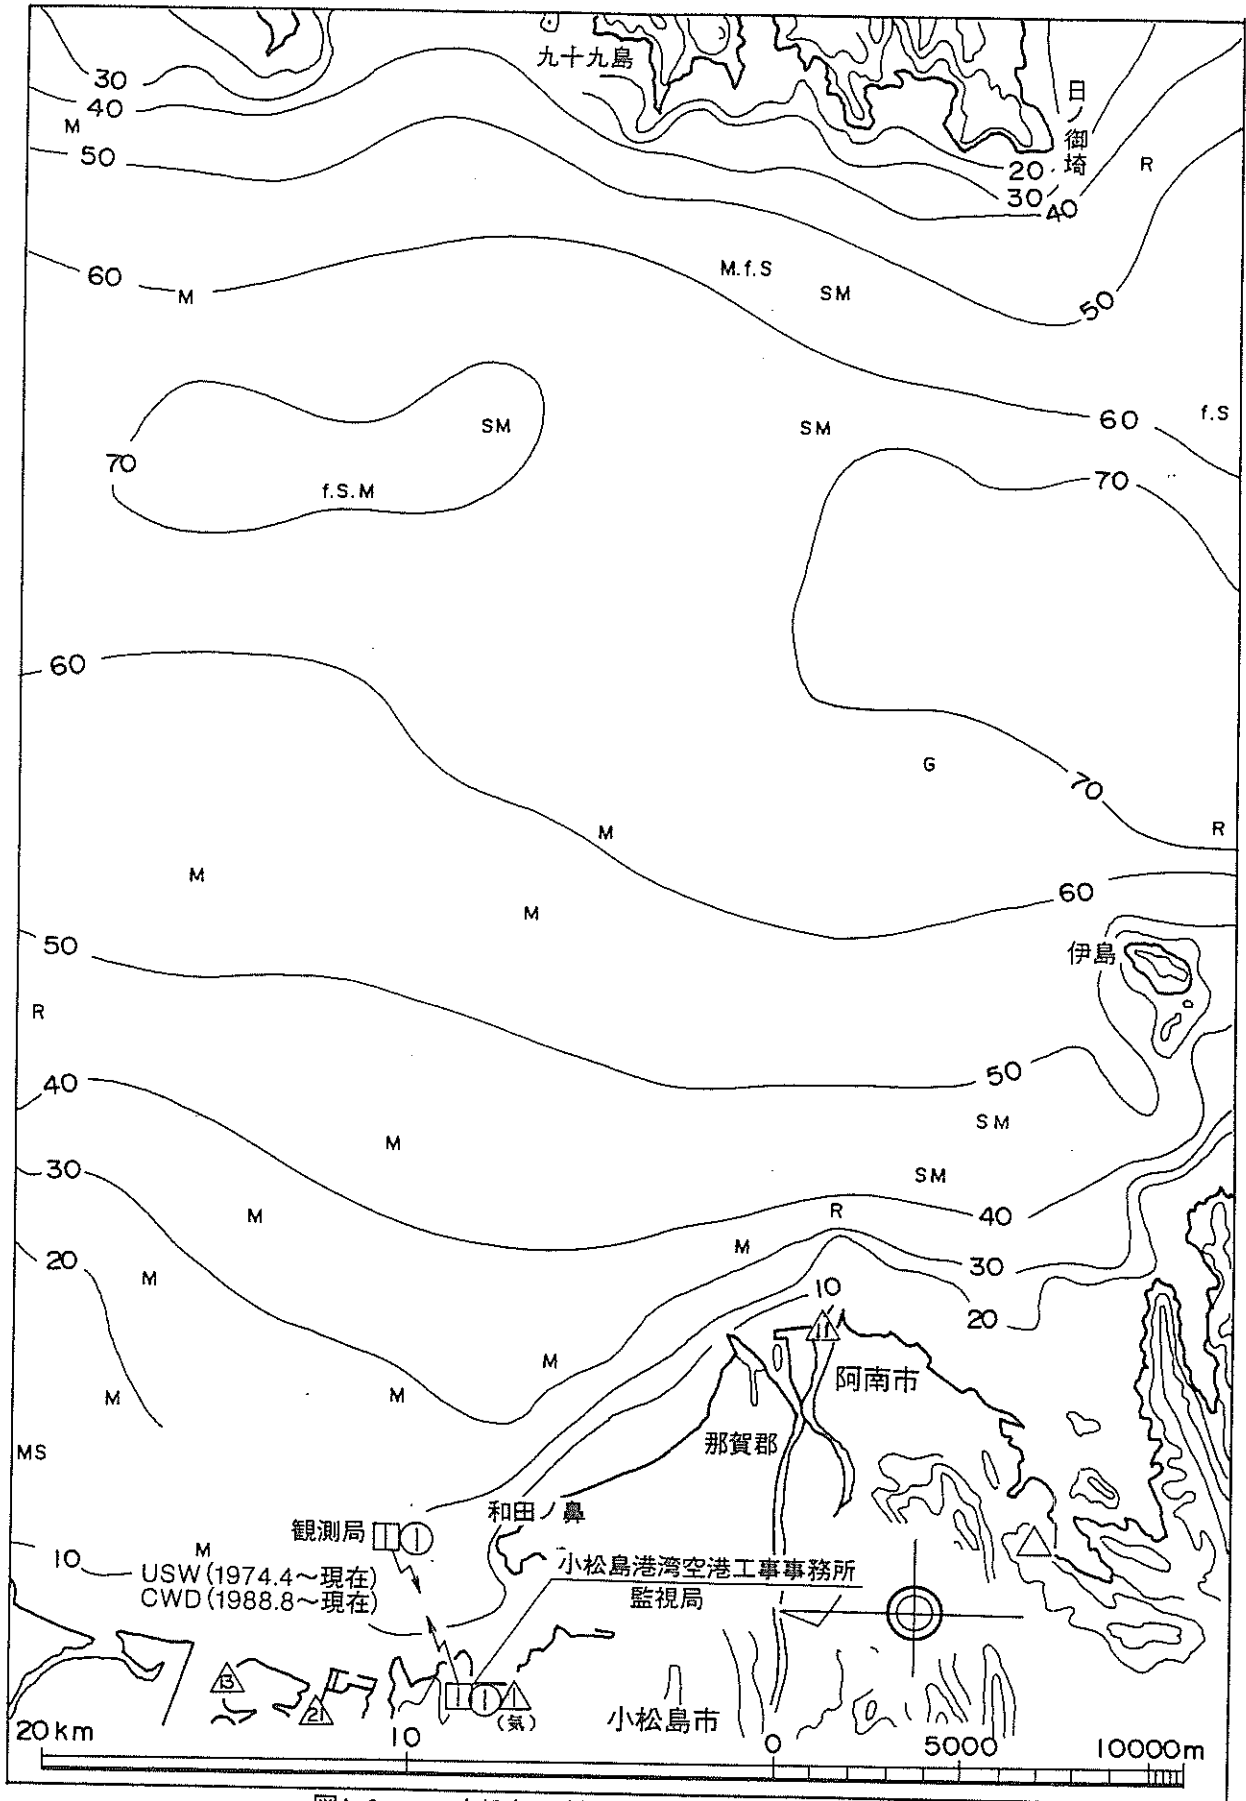 九十九島
30
40
M
日ノ御埼
50
20
R
30
40
M.f.S
60
M
SM
50
f.S
60
SM
SM
70
70
f.S.M
60
G
70
M
R
M
60
M
50
伊島
R
50
40
SM
M
30
SM
R
40
M
M
20
30
M
10
20
11
M
阿南市
M
M
那賀郡
MS
和田ノ鼻
観測局
M
10
USW(1974.4〜現在)
小松島港湾空港工事事務所
CWD(1988.8〜現在)
監視局
13
21
(気)
小松島市
20km
10
0
5000
10000m